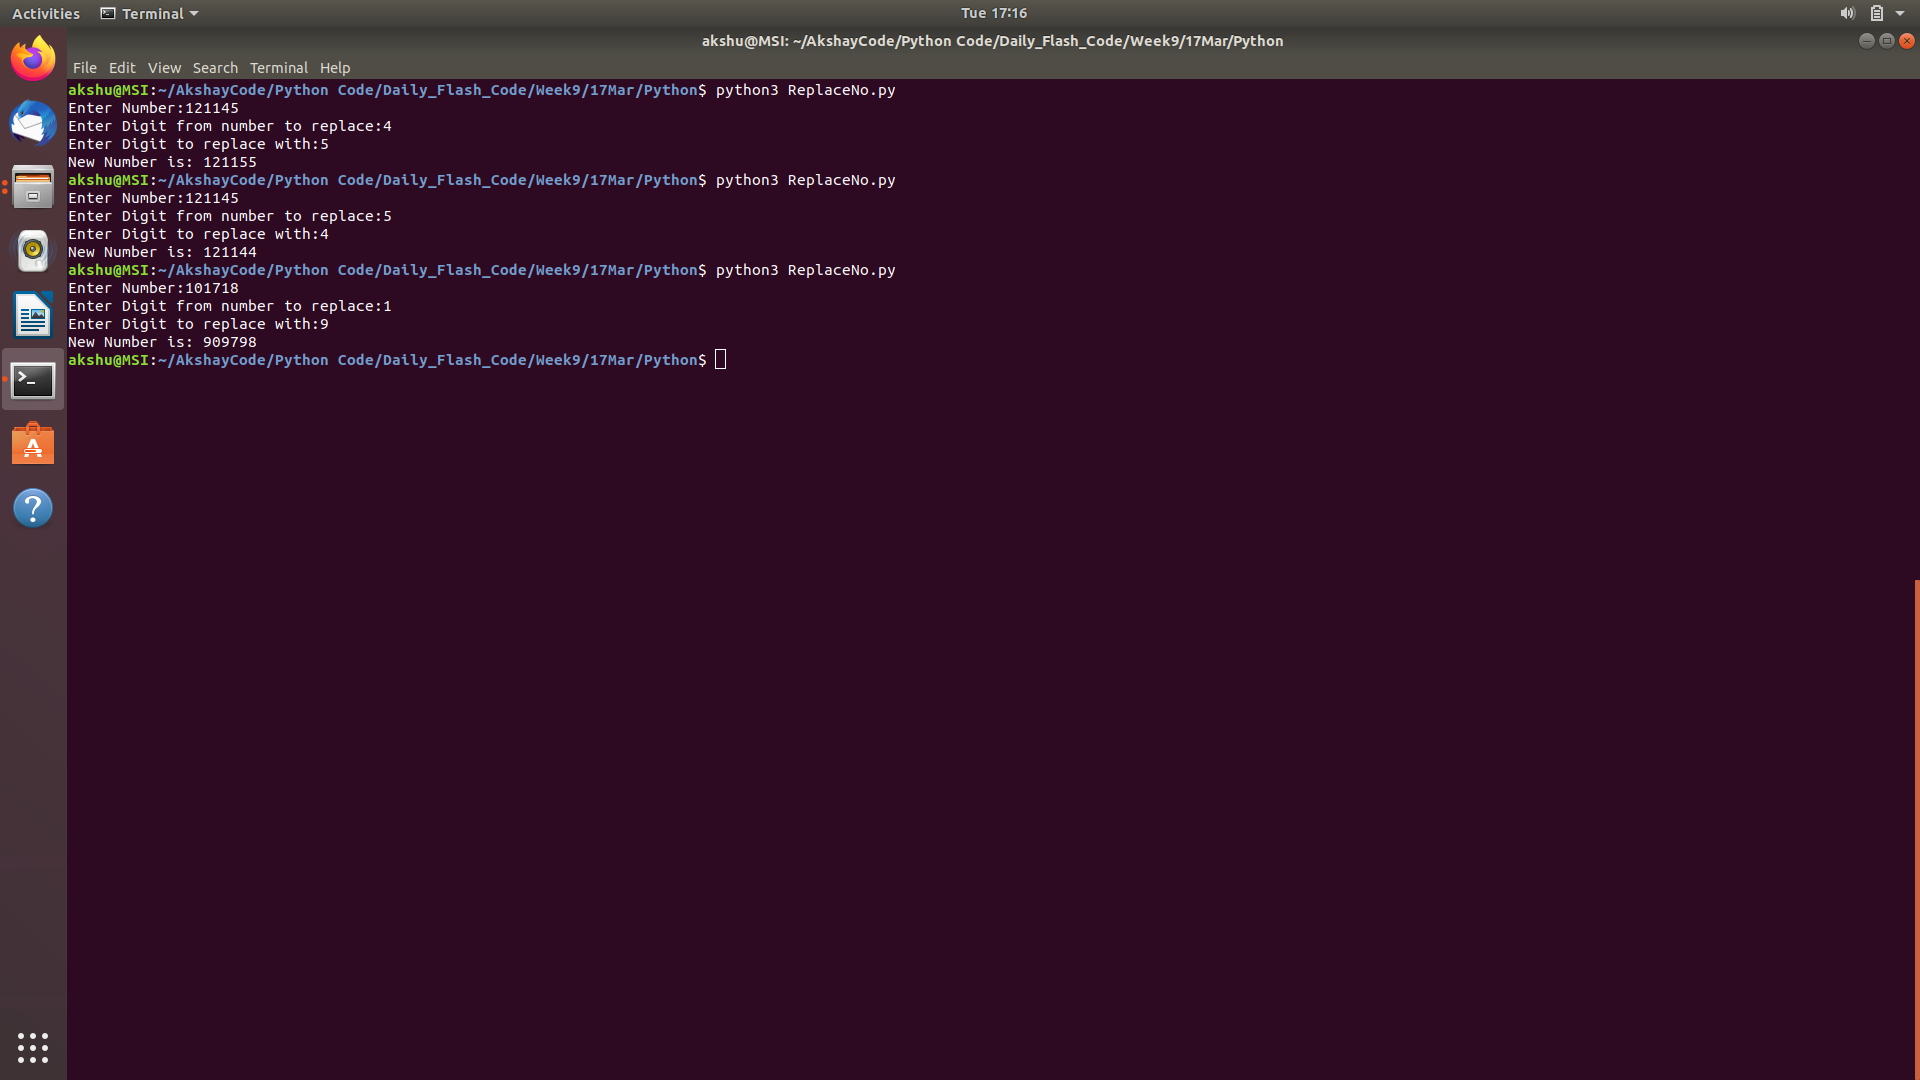 Activities Terminal Tue 17:16
akshu@MSI: ~/AkshayCode/Python Code/Daily_Flash_Code/Week9/17Mar/Python
File Edit View Search Terminal Help
akshu@MSI:~/AkshayCode/Python Code/Daily_Flash_Code/Week9/17Mar/Python$ python3 ReplaceNo.py
Enter Number:121145
Enter Digit from number to replace:4
Enter Digit to replace with:5
New Number is: 121155
akshu@MSI:~/AkshayCode/Python Code/Daily_Flash_Code/Week9/17Mar/Python$ python3 ReplaceNo.py
Enter Number:121145
Enter Digit from number to replace:5
Enter Digit to replace with:4
New Number is: 121144
akshu@MSI:~/AkshayCode/Python Code/Daily_Flash_Code/Week9/17Mar/Python$ python3 ReplaceNo.py
Enter Number:101718
Enter Digit from number to replace:1
Enter Digit to replace with:9
New Number is: 909798
akshu@MSI:~/AkshayCode/Python Code/Daily_Flash_Code/Week9/17Mar/Python$